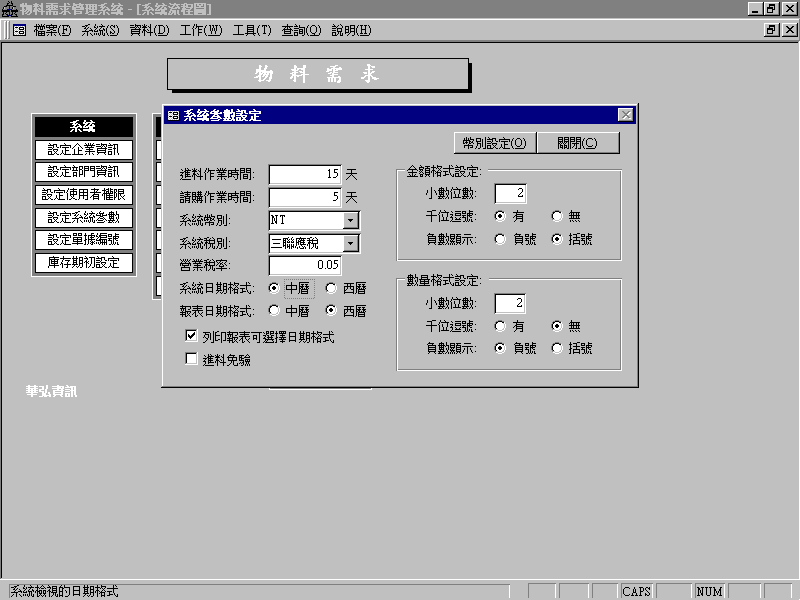 物料需求管理系統 - [系統流程圖]
檔案(F) 系統(S) 資料(D) 工作(W) 工具(T) 查詢(Q) 說明(H)
物料需求
系統
設定企業資訊
設定部門資訊
設定使用者權限
設定系統參數
設定單據編號
庫存期初設定
華弘資訊
系統參數設定
幣別設定(O) 關閉(C)
進料作業時間: 15 天
請購作業時間: 5 天
系統幣別: NT
系統稅別: 三聯應稅
營業稅率: 0.05
系統日期格式: 中曆 西曆
報表日期格式: 中曆 西曆
列印報表可選擇日期格式
進料免驗
金額格式設定:
小數位數: 2
千位逗號: 有 無
負數顯示: 負號 括號
數量格式設定:
小數位數: 2
千位逗號: 有 無
負數顯示: 負號 括號
系統檢視的日期格式 CAPS NUM